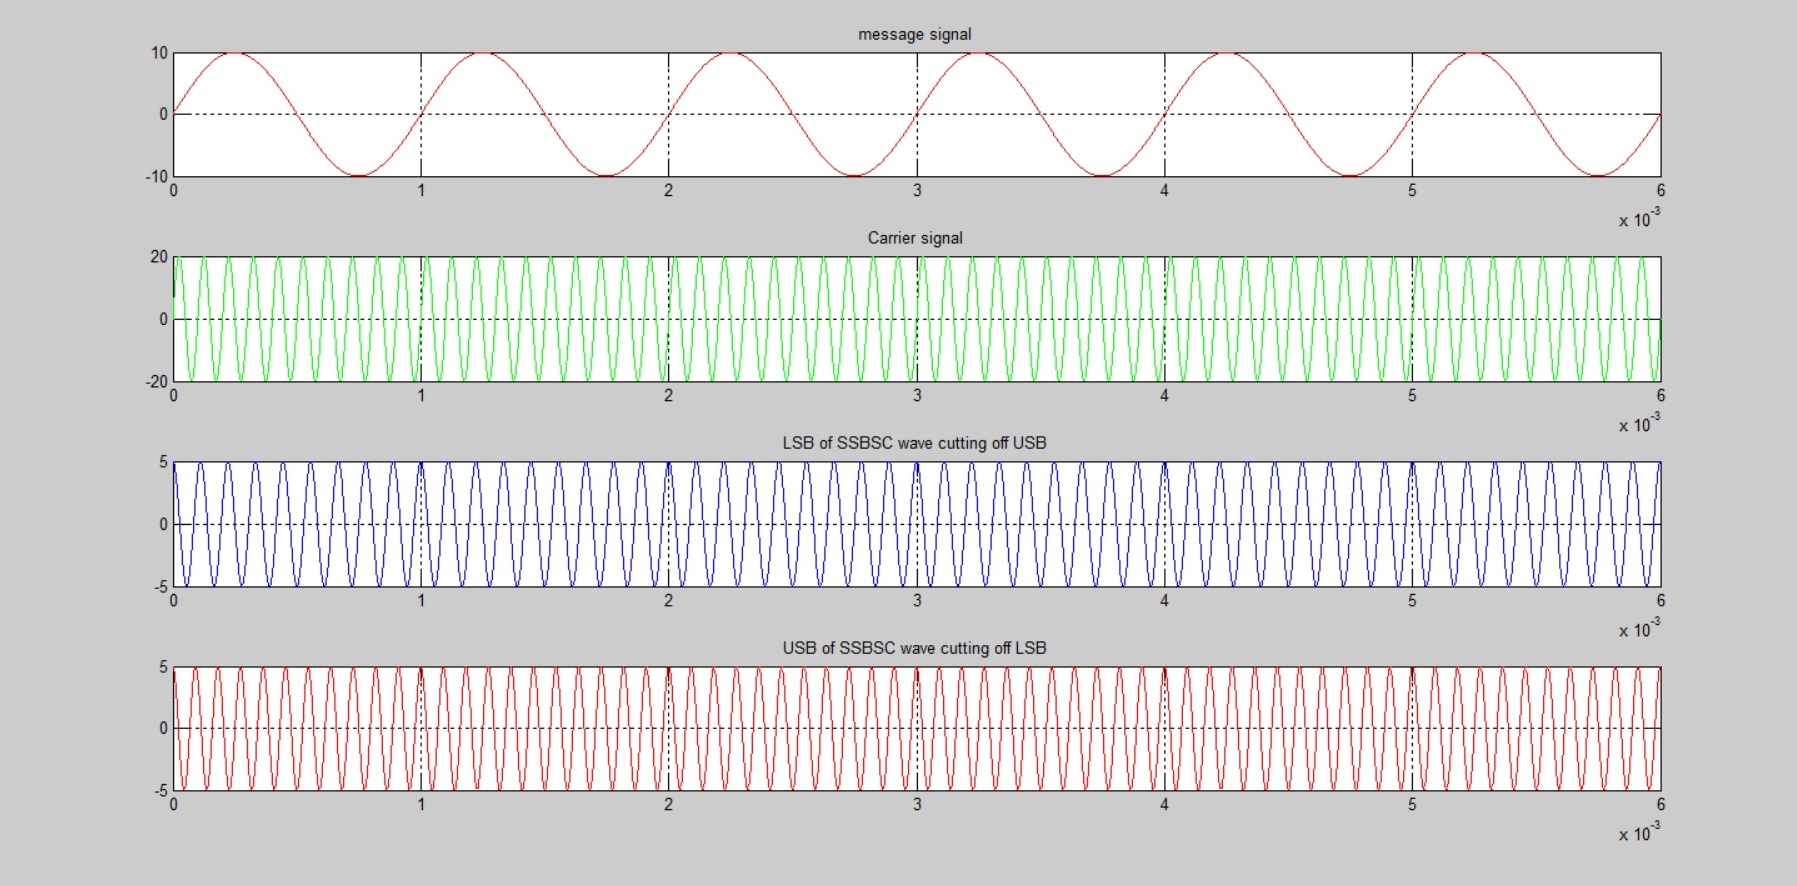 message signal
10
0
-10
0 1 2 3 4 5 6
x 10-3
Carrier signal
20
0
-20
0 1 2 3 4 5 6
x 10-3
LSB of SSBSC wave cutting off USB
5
0
-5
0 1 2 3 4 5 6
x 10-3
USB of SSBSC wave cutting off LSB
5
0
-5
0 1 2 3 4 5 6
x 10-3